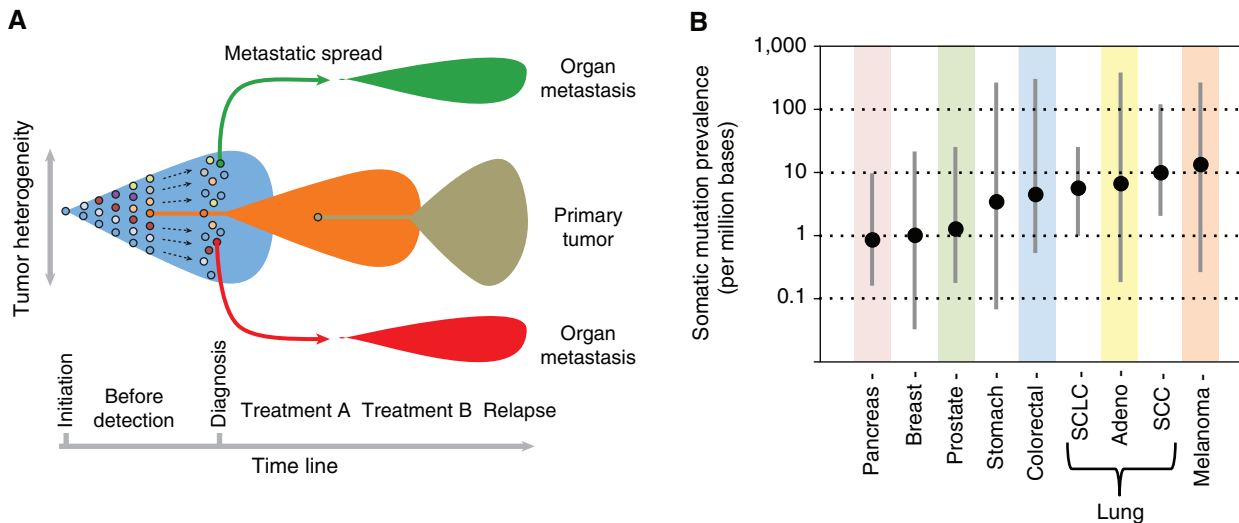 A
Metastatic spread
Organ
metastasis
Tumor heterogeneity
Primary
tumor
Organ
metastasis
Initiation
Before
detection
Diagnosis
Treatment A
Treatment B
Relapse
Time line
B
Somatic mutation prevalence
(per million bases)
1,000
100
10
1
0.1
Pancreas
Breast
Prostate
Stomach
Colorectal
SCLC
Adeno
SCC
Melanoma
Lung